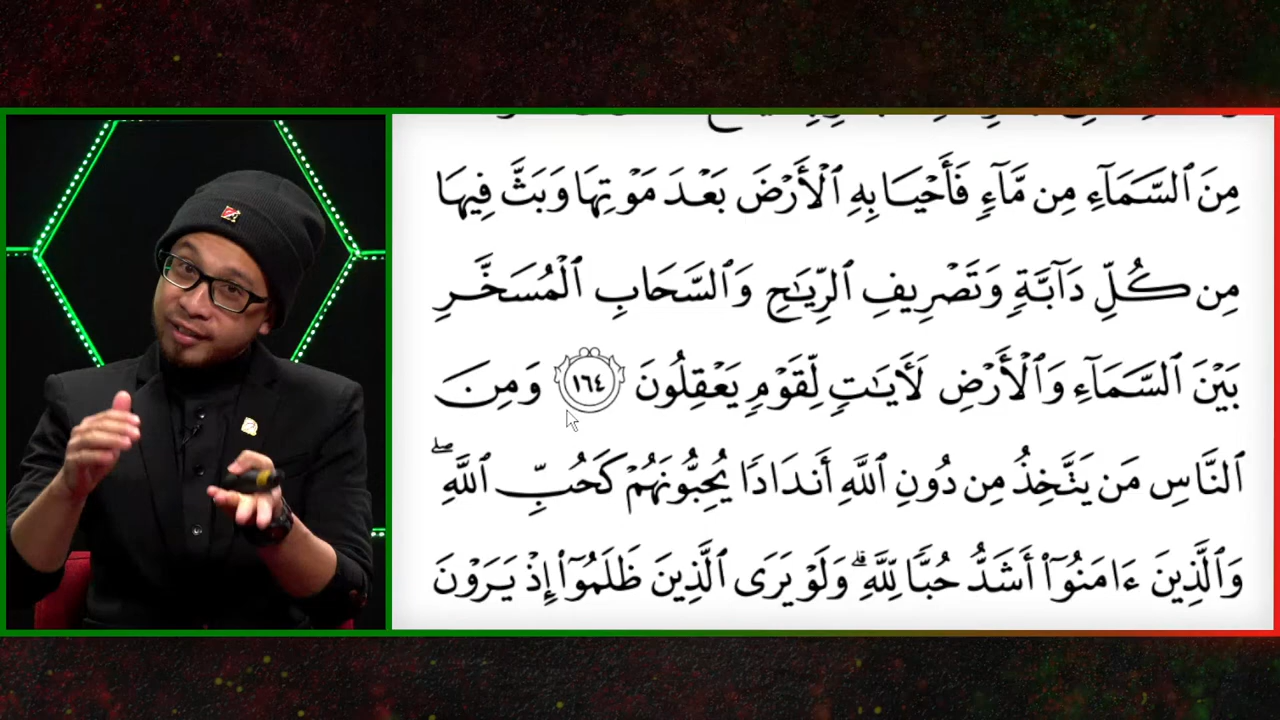 مِنَ ٱلسَّمَآءِ مِن مَّآءٍ فَأَحْيَا بِهِ ٱلْأَرْضَ بَعْدَ مَوْتِهَا وَبَثَّ فِيهَا
مِن كُلِّ دَآبَّةٍ وَتَصْرِيفِ ٱلرِّيَٰحِ وَٱلسَّحَابِ ٱلْمُسَخَّرِ
بَيْنَ ٱلسَّمَآءِ وَٱلْأَرْضِ لَأَيَٰتٍ لِّقَوْمٍ يَعْقِلُونَ ١٦٤ وَمِنَ
ٱلنَّاسِ مَن يَتَّخِذُ مِن دُونِ ٱللَّهِ أَندَادًا يُحِبُّونَهُمْ كَحُبِّ ٱللَّهِ ۖ
وَٱلَّذِينَ ءَامَنُوٓا۟ أَشَدُّ حُبًّا لِّلَّهِ ۗ وَلَوْ يَرَى ٱلَّذِينَ ظَلَمُوٓا۟ إِذْ يَرَوْنَ